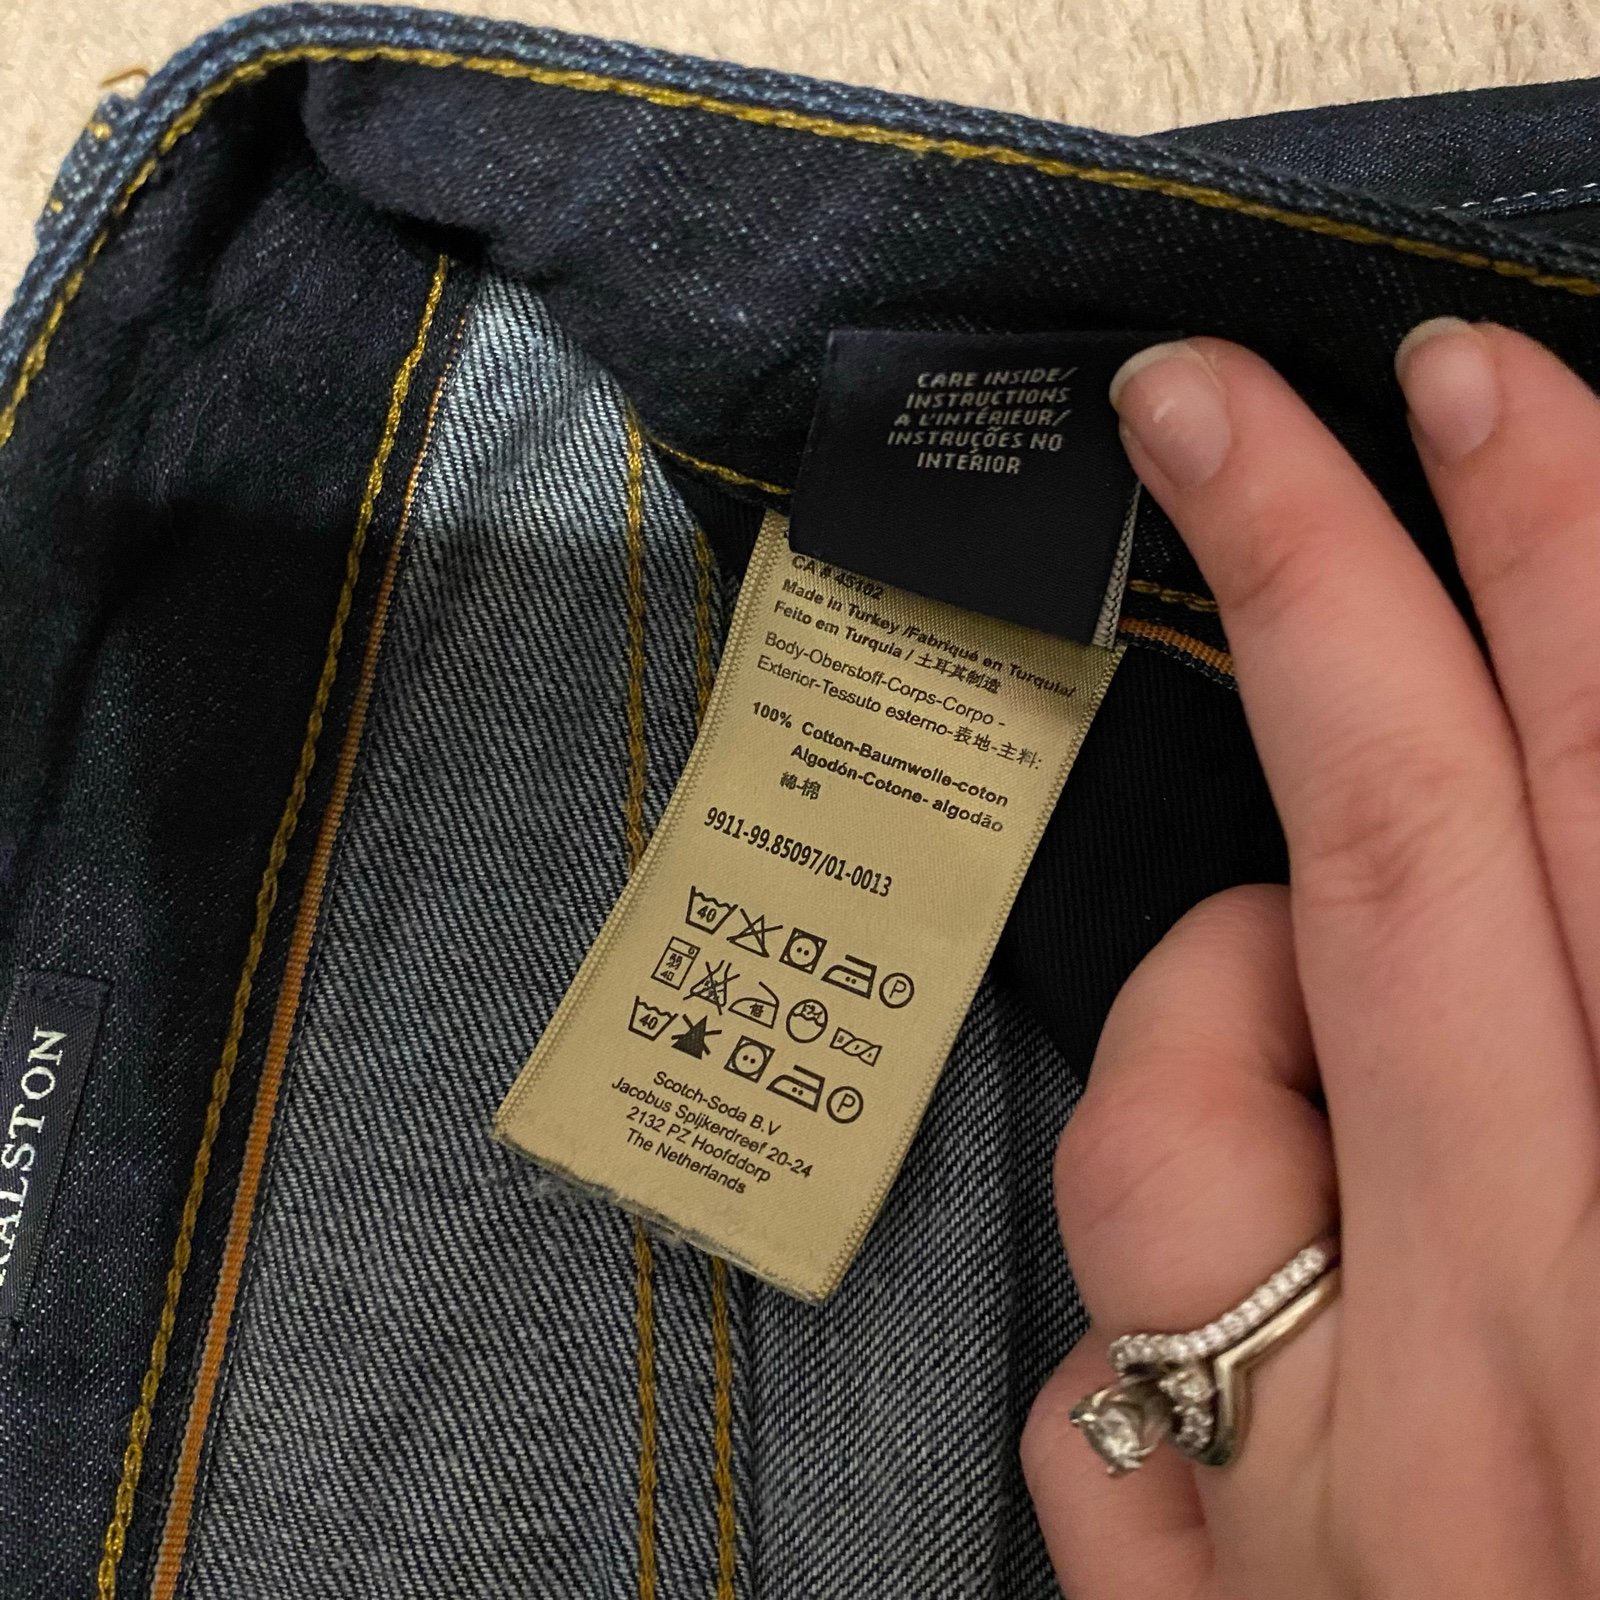 CARE INSIDE/
INSTRUCTIONS
A L'INTÉRIEUR/
INSTRUÇÕES NO
INTERIOR
CA # 45102
Made in Turkey /Fabriqué en Turquia/
Feito em Turquia / 土耳其制造
Body-Oberstoff-Corps-Corpo -
Exterior-Tessuto esterno-表地-主料:
100% Cotton-Baumwolle-coton
Algodón-Cotone- algodão
綿-棉
9911-99.85097/01-0013
40
P
40
P
Scotch-Soda B.V
Jacobus Spijkerdreef 20-24
2132 PZ Hoofddorp
The Netherlands
RALSTON